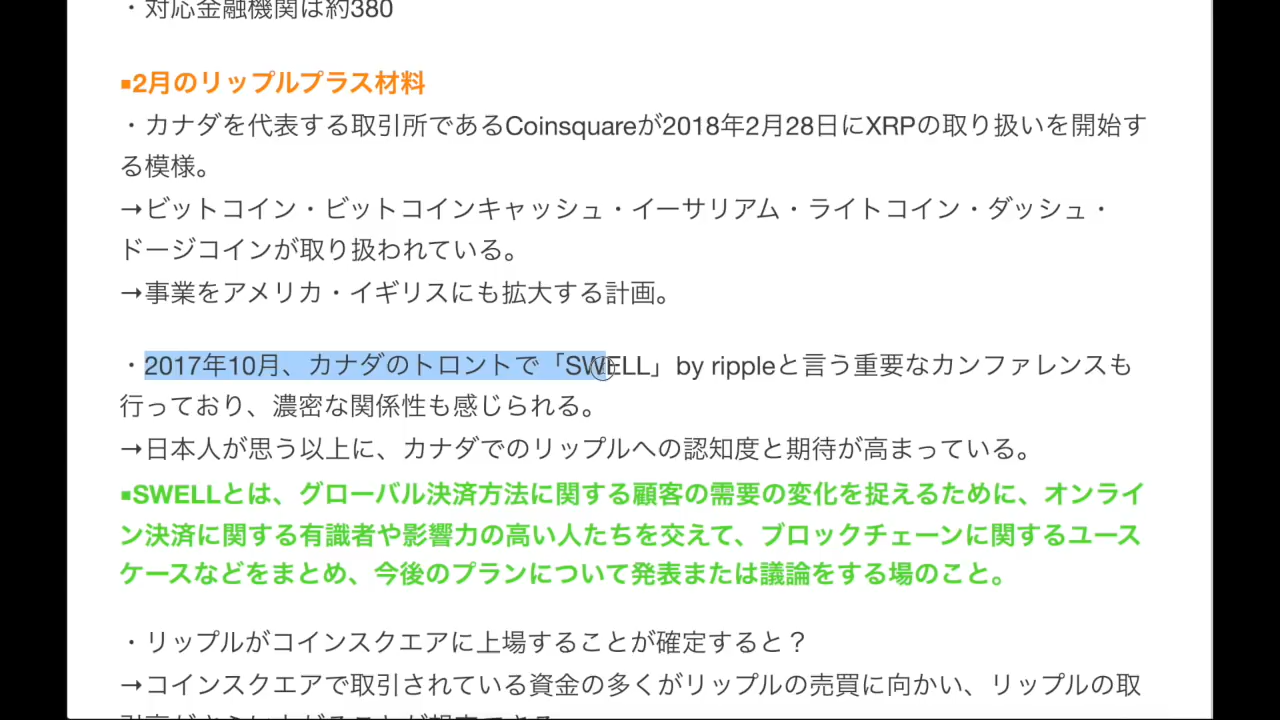 ・対応金融機関は約380
▪2月のリップルプラス材料
・カナダを代表する取引所であるCoinsquareが2018年2月28日にXRPの取り扱いを開始す
る模様。
→ビットコイン・ビットコインキャッシュ・イーサリアム・ライトコイン・ダッシュ・
ドージコインが取り扱われている。
→事業をアメリカ・イギリスにも拡大する計画。
・2017年10月、カナダのトロントで「SWELL」by rippleと言う重要なカンファレンスも
行っており、濃密な関係性も感じられる。
→日本人が思う以上に、カナダでのリップルへの認知度と期待が高まっている。
▪SWELLとは、グローバル決済方法に関する顧客の需要の変化を捉えるために、オンライ
ン決済に関する有識者や影響力の高い人たちを交えて、ブロックチェーンに関するユース
ケースなどをまとめ、今後のプランについて発表または議論をする場のこと。
・リップルがコインスクエアに上場することが確定すると？
→コインスクエアで取引されている資金の多くがリップルの売買に向かい、リップルの取